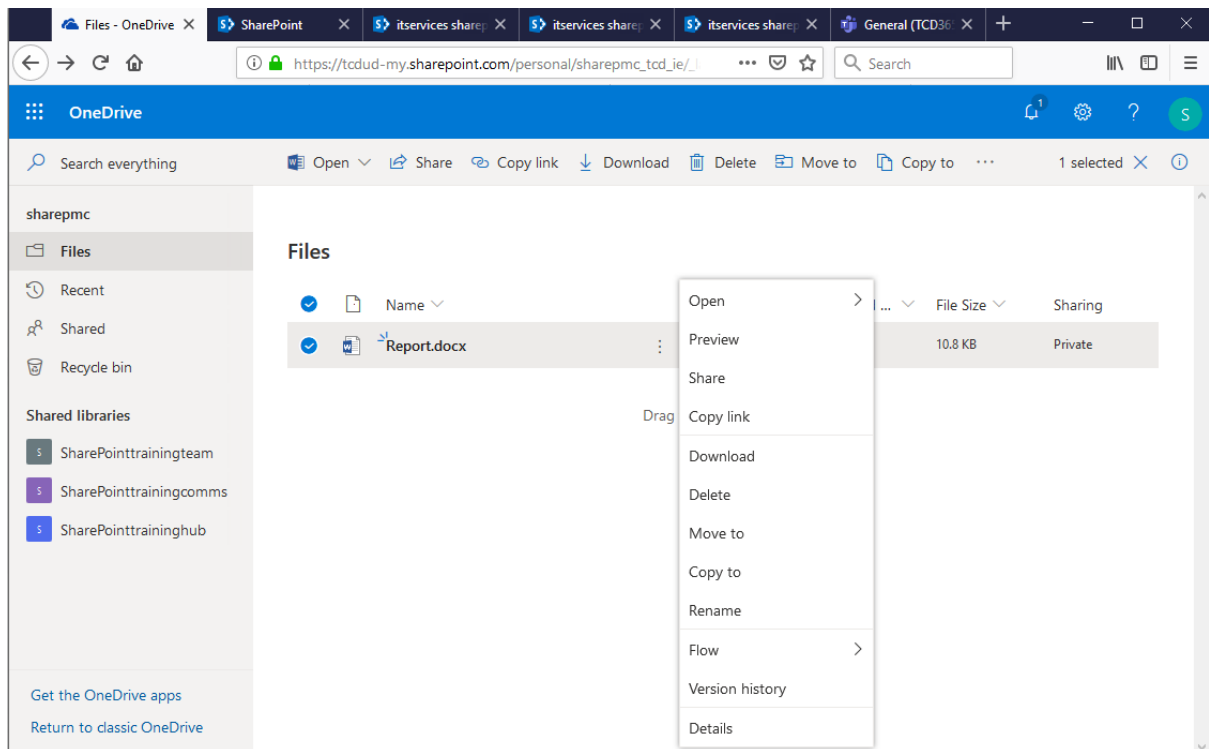 Files - OneDrive
SharePoint
itservices sharep
itservices sharep
itservices sharep
General (TCD36
https://tcdud-my.sharepoint.com/personal/sharepmc_tcd_ie/_
Search
OneDrive
1
?
S
Search everything
Open
Share
Copy link
Download
Delete
Move to
Copy to
...
1 selected
sharepmc
Files
Recent
Shared
Recycle bin
Shared libraries
S SharePointtrainingteam
S SharePointtrainingcomms
S SharePointtraininghub
Get the OneDrive apps
Return to classic OneDrive
Files
Name
...
File Size
Sharing
Report.docx
10.8 KB
Private
Drag
Open
Preview
Share
Copy link
Download
Delete
Move to
Copy to
Rename
Flow
Version history
Details